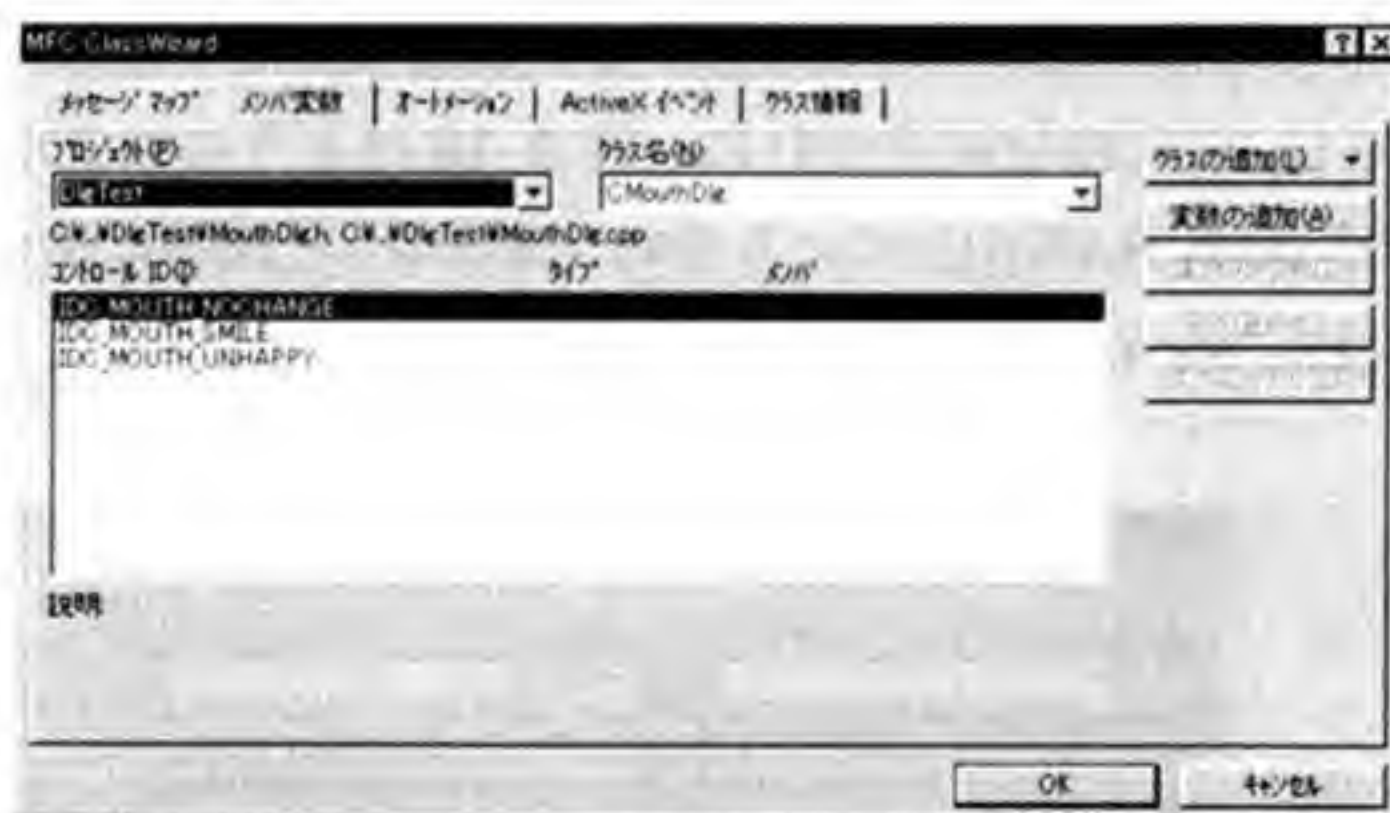 MFC ClassWizard
メッセージ マップ メンバ変数 オートメーション ActiveX イベント クラス情報
プロジェクト(P): クラス名(N):
DlgTest CMouthDlg
クラスの追加(L)...
実数の追加(A)...
C:¥..¥DlgTest¥MouthDlg.h, C:¥..¥DlgTest¥MouthDlg.cpp
コントロール ID(I): タイプ メンバ
IDC_MOUTH_NOCHANGE
IDC_MOUTH_SMILE
IDC_MOUTH_UNHAPPY
説明:
OK キャンセル